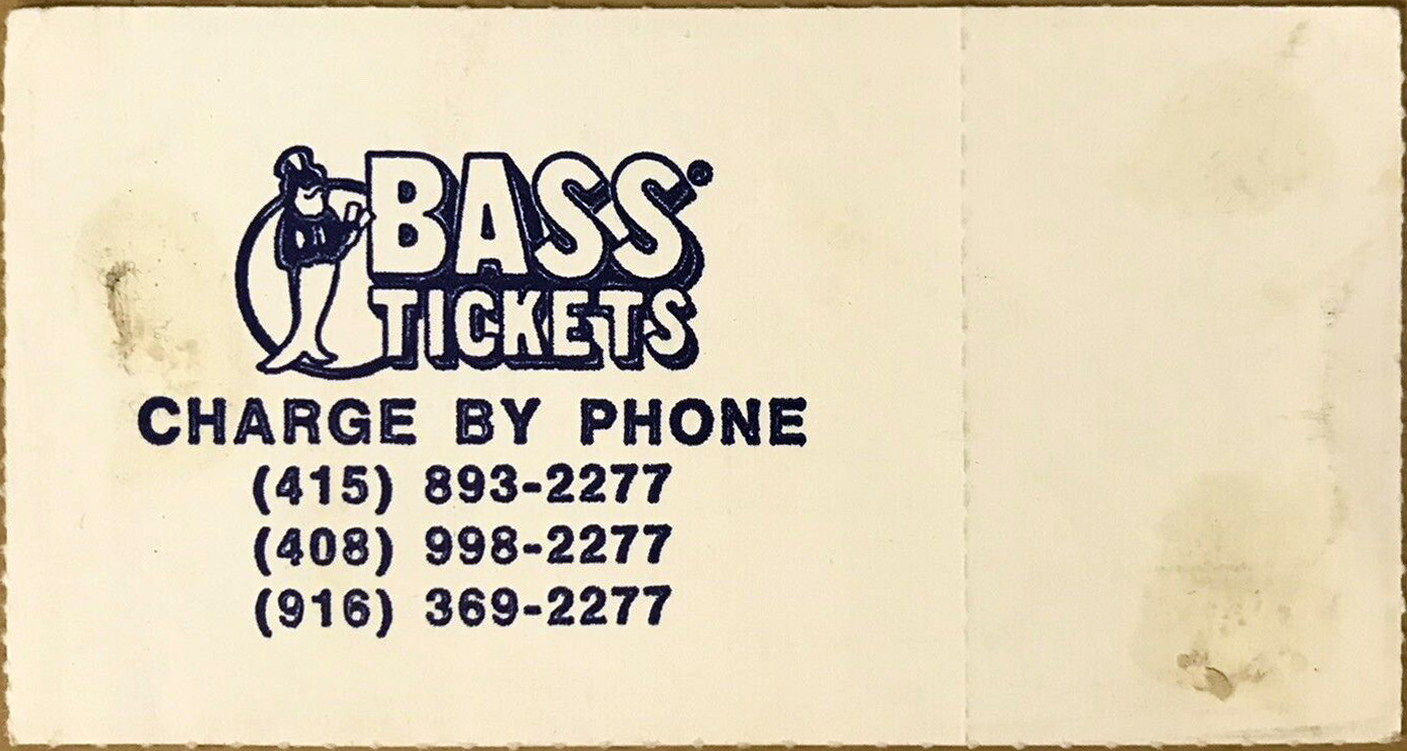 BASS
TICKETS
CHARGE BY PHONE
(415) 893-2277
(408) 998-2277
(916) 369-2277